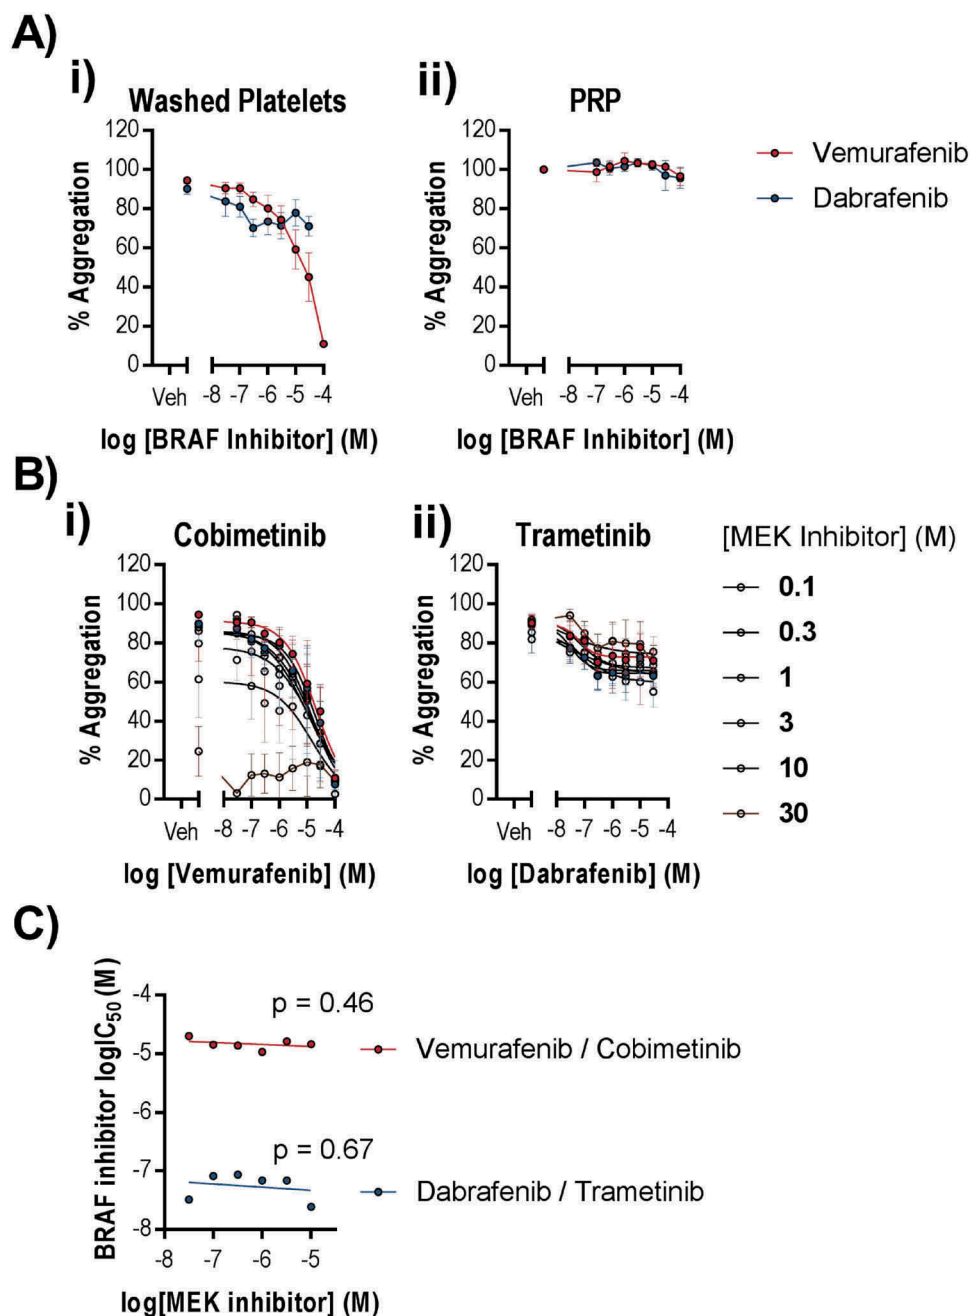 A)
i)
Washed Platelets
120
100
80
60
40
20
0
% Aggregation
Veh -8 -7 -6 -5 -4
log [BRAF Inhibitor] (M)
ii)
PRP
120
100
80
60
40
20
0
% Aggregation
Veh -8 -7 -6 -5 -4
log [BRAF Inhibitor] (M)
Vemurafenib
Dabrafenib
B)
i)
Cobimetinib
120
100
80
60
40
20
0
% Aggregation
Veh -8 -7 -6 -5 -4
log [Vemurafenib] (M)
ii)
Trametinib
120
100
80
60
40
20
0
% Aggregation
Veh -8 -7 -6 -5 -4
log [Dabrafenib] (M)
[MEK Inhibitor] (M)
0.1
0.3
1
3
10
30
C)
-4
-5
-6
-7
-8
BRAF inhibitor logIC50 (M)
p = 0.46
p = 0.67
-8 -7 -6 -5
log[MEK inhibitor] (M)
Vemurafenib / Cobimetinib
Dabrafenib / Trametinib